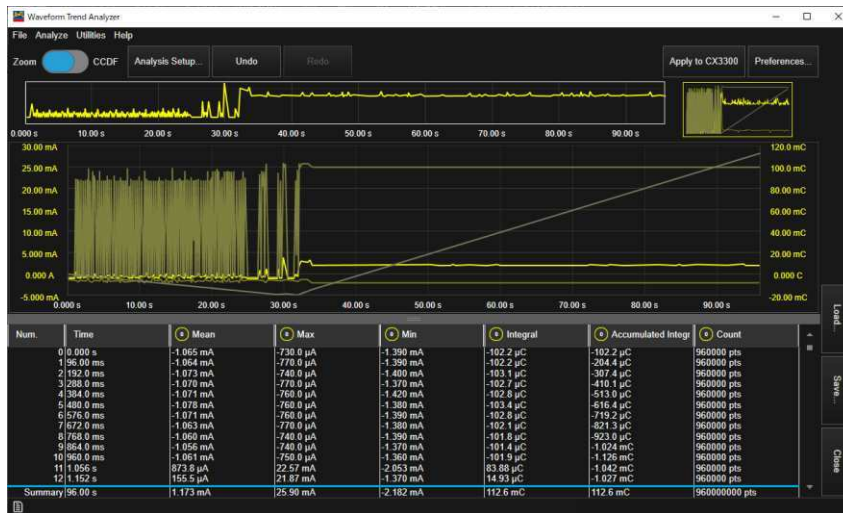 Waveform Trend Analyzer
File Analyze Utilities Help
Zoom CCDF Analysis Setup... Undo Redo Apply to CX3300 Preferences...
0.000 s 10.00 s 20.00 s 30.00 s 40.00 s 50.00 s 60.00 s 70.00 s 80.00 s 90.00 s
30.00 mA 120.0 mC
25.00 mA 100.0 mC
20.00 mA 80.00 mC
15.00 mA 60.00 mC
10.00 mA 40.00 mC
5.000 mA 20.00 mC
0.000 A 0.000 C
-5.000 mA -20.00 mC
0.000 s 10.00 s 20.00 s 30.00 s 40.00 s 50.00 s 60.00 s 70.00 s 80.00 s 90.00 s
Load...
Save...
Close
Num. Time Mean Max Min Integral Accumulated Integr Count
0 0.000 s -1.065 mA -730.0 µA -1.390 mA -102.2 µC -102.2 µC 960000 pts
1 96.00 ms -1.064 mA -770.0 µA -1.390 mA -102.2 µC -204.4 µC 960000 pts
2 192.0 ms -1.073 mA -740.0 µA -1.400 mA -103.1 µC -307.4 µC 960000 pts
3 288.0 ms -1.070 mA -770.0 µA -1.370 mA -102.7 µC -410.1 µC 960000 pts
4 384.0 ms -1.071 mA -760.0 µA -1.420 mA -102.8 µC -513.0 µC 960000 pts
5 480.0 ms -1.078 mA -760.0 µA -1.380 mA -103.4 µC -616.4 µC 960000 pts
6 576.0 ms -1.071 mA -760.0 µA -1.390 mA -102.8 µC -719.2 µC 960000 pts
7 672.0 ms -1.063 mA -770.0 µA -1.380 mA -102.1 µC -821.3 µC 960000 pts
8 768.0 ms -1.060 mA -740.0 µA -1.390 mA -101.8 µC -923.0 µC 960000 pts
9 864.0 ms -1.056 mA -740.0 µA -1.370 mA -101.4 µC -1.024 mC 960000 pts
10 960.0 ms -1.061 mA -750.0 µA -1.360 mA -101.9 µC -1.126 mC 960000 pts
11 1.056 s 873.8 µA 22.57 mA -2.053 mA 83.88 µC -1.042 mC 960000 pts
12 1.152 s 155.5 µA 21.87 mA -1.370 mA 14.93 µC -1.027 mC 960000 pts
Summary 96.00 s 1.173 mA 25.90 mA -2.182 mA 112.6 mC 112.6 mC 960000000 pts